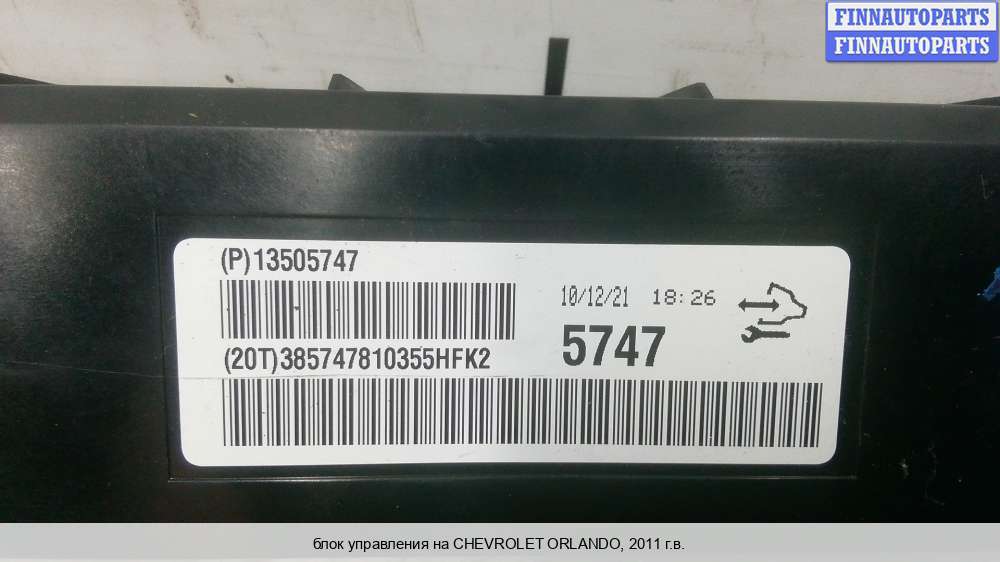 FINNAUTOPARTS
FINNAUTOPARTS
(P)13505747
10/12/21 18:26
5747
(20T)385747810355HFK2
блок управления на CHEVROLET ORLANDO, 2011 г.в.